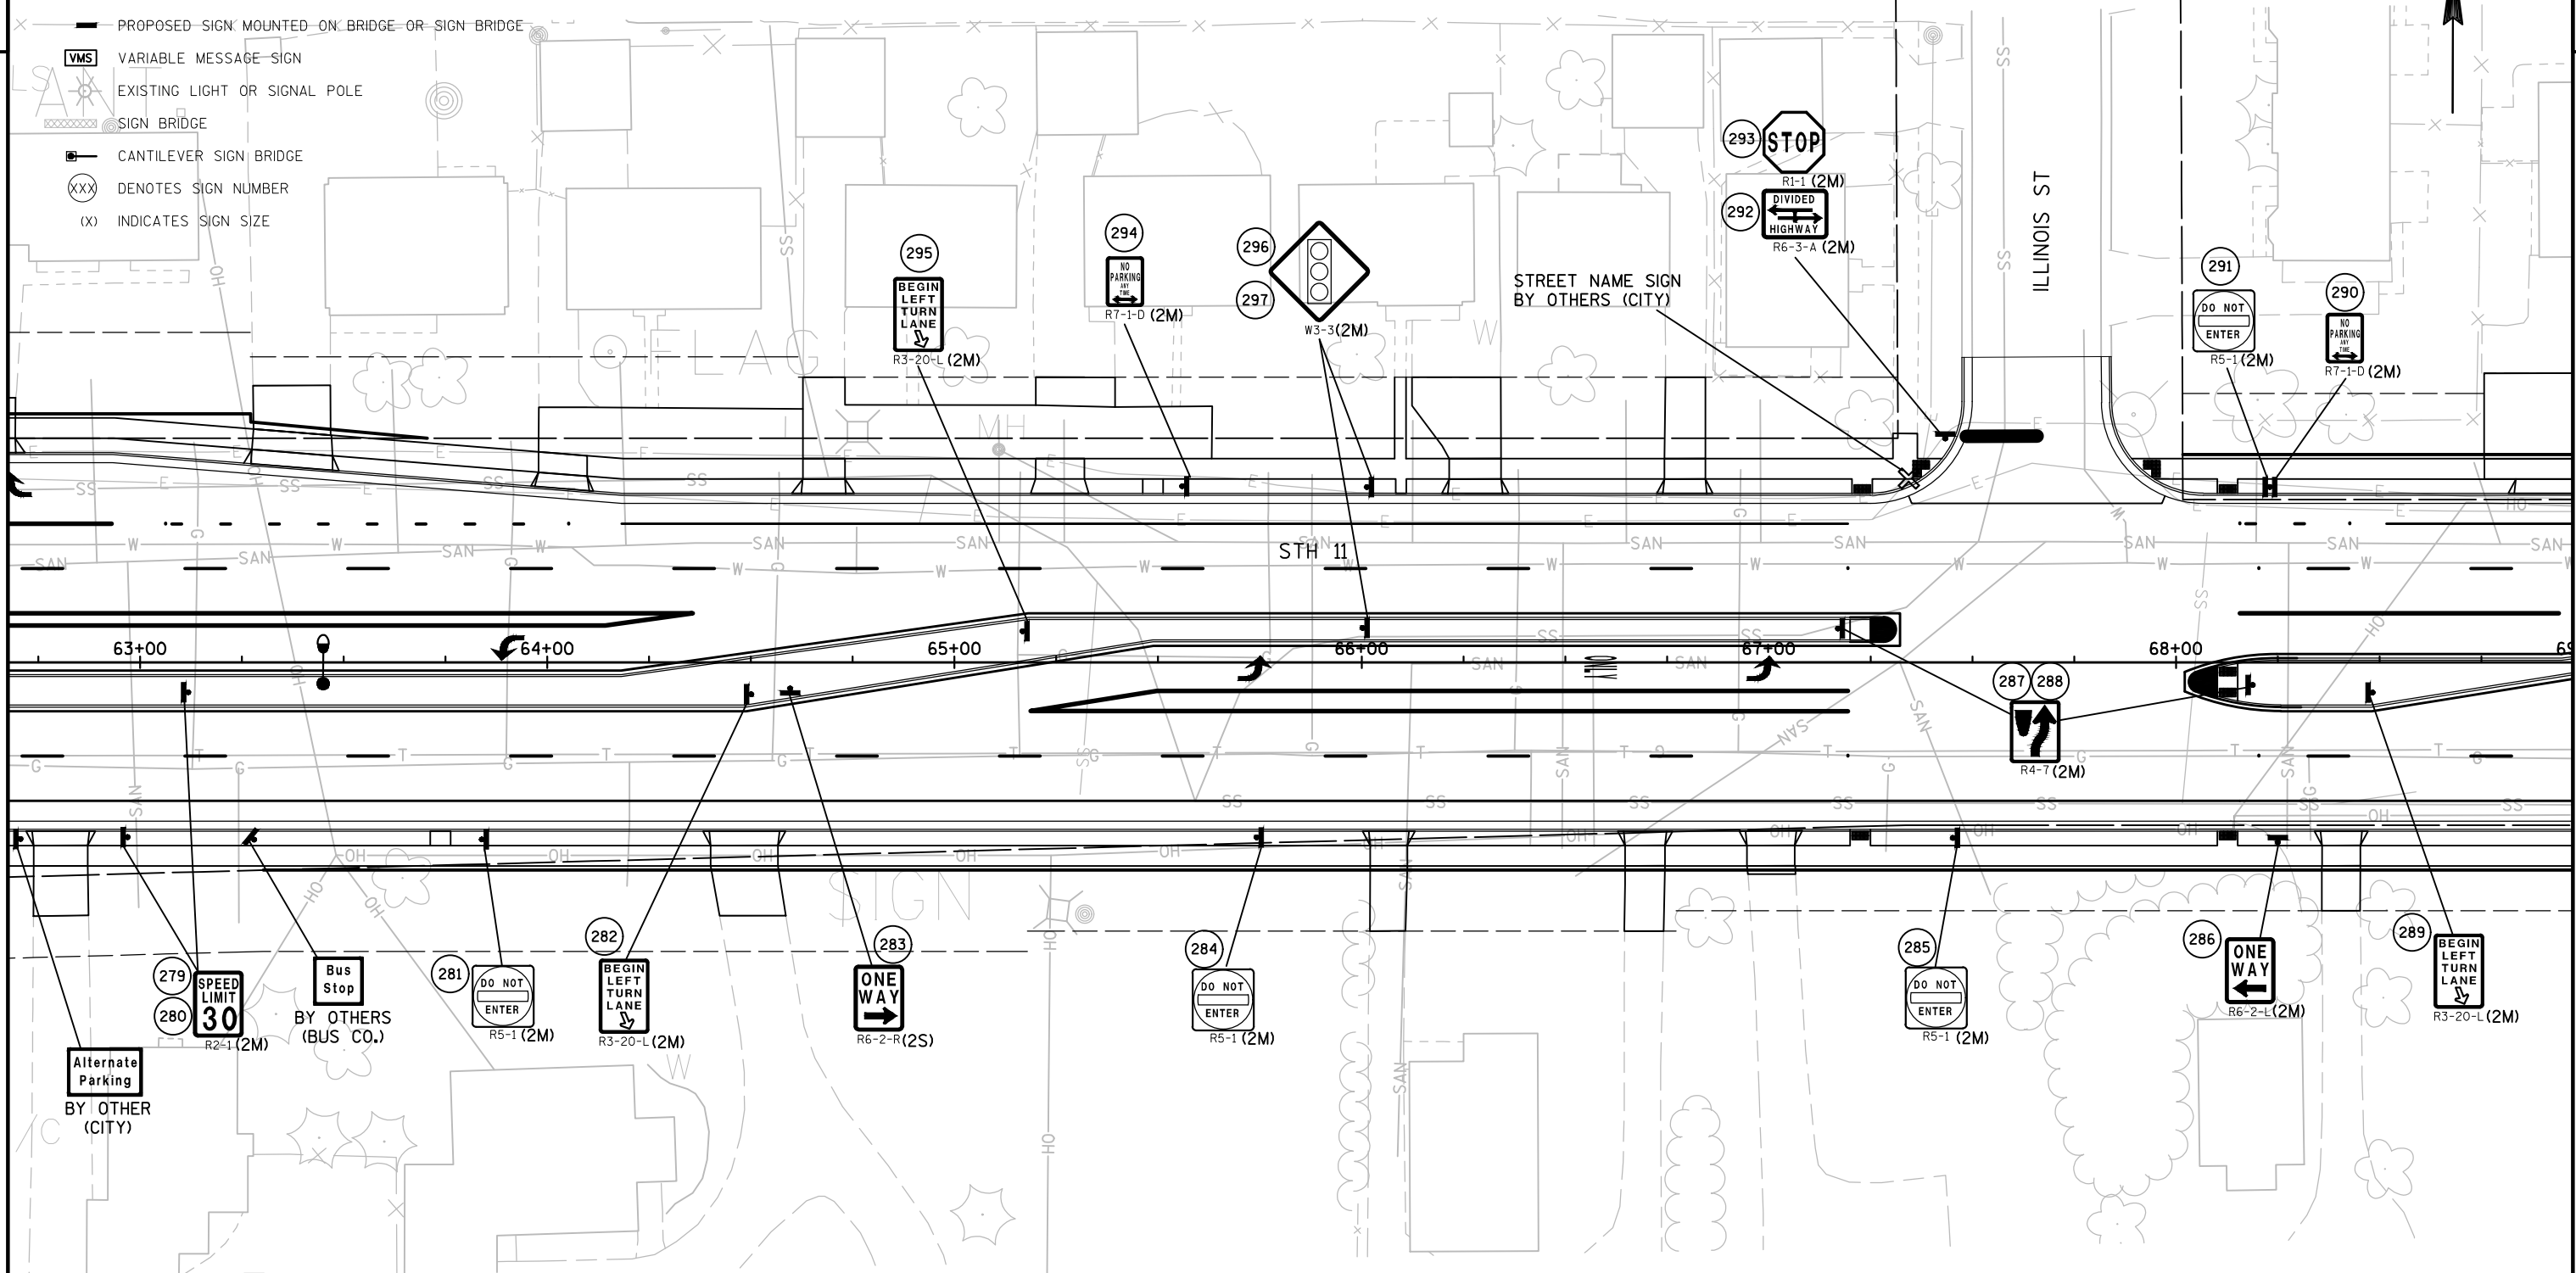 PROPOSED SIGN MOUNTED ON BRIDGE OR SIGN BRIDGE
VMS VARIABLE MESSAGE SIGN
EXISTING LIGHT OR SIGNAL POLE
SIGN BRIDGE
CANTILEVER SIGN BRIDGE
XXX DENOTES SIGN NUMBER
(X) INDICATES SIGN SIZE
293
STOP
R1-1 (2M)
292
DIVIDED
HIGHWAY
R6-3-A (2M)
ILLINOIS ST
STREET NAME SIGN
BY OTHERS (CITY)
295
BEGIN
LEFT
TURN
LANE
R3-20-L (2M)
294
NO
PARKING
ANY
TIME
R7-1-D (2M)
296
297
W3-3 (2M)
291
DO NOT
ENTER
R5-1 (2M)
290
NO
PARKING
ANY
TIME
R7-1-D (2M)
FLAG
MH
STH 11
63+00
64+00
65+00
66+00
67+00
68+00
287 288
R4-7 (2M)
SIGN
279
280
SPEED
LIMIT
30
R2-1 (2M)
Bus
Stop
BY OTHERS
(BUS CO.)
Alternate
Parking
BY OTHER
(CITY)
281
DO NOT
ENTER
R5-1 (2M)
282
BEGIN
LEFT
TURN
LANE
R3-20-L (2M)
283
ONE
WAY
R6-2-R (2S)
284
DO NOT
ENTER
R5-1 (2M)
285
DO NOT
ENTER
R5-1 (2M)
286
ONE
WAY
R6-2-L (2M)
289
BEGIN
LEFT
TURN
LANE
R3-20-L (2M)